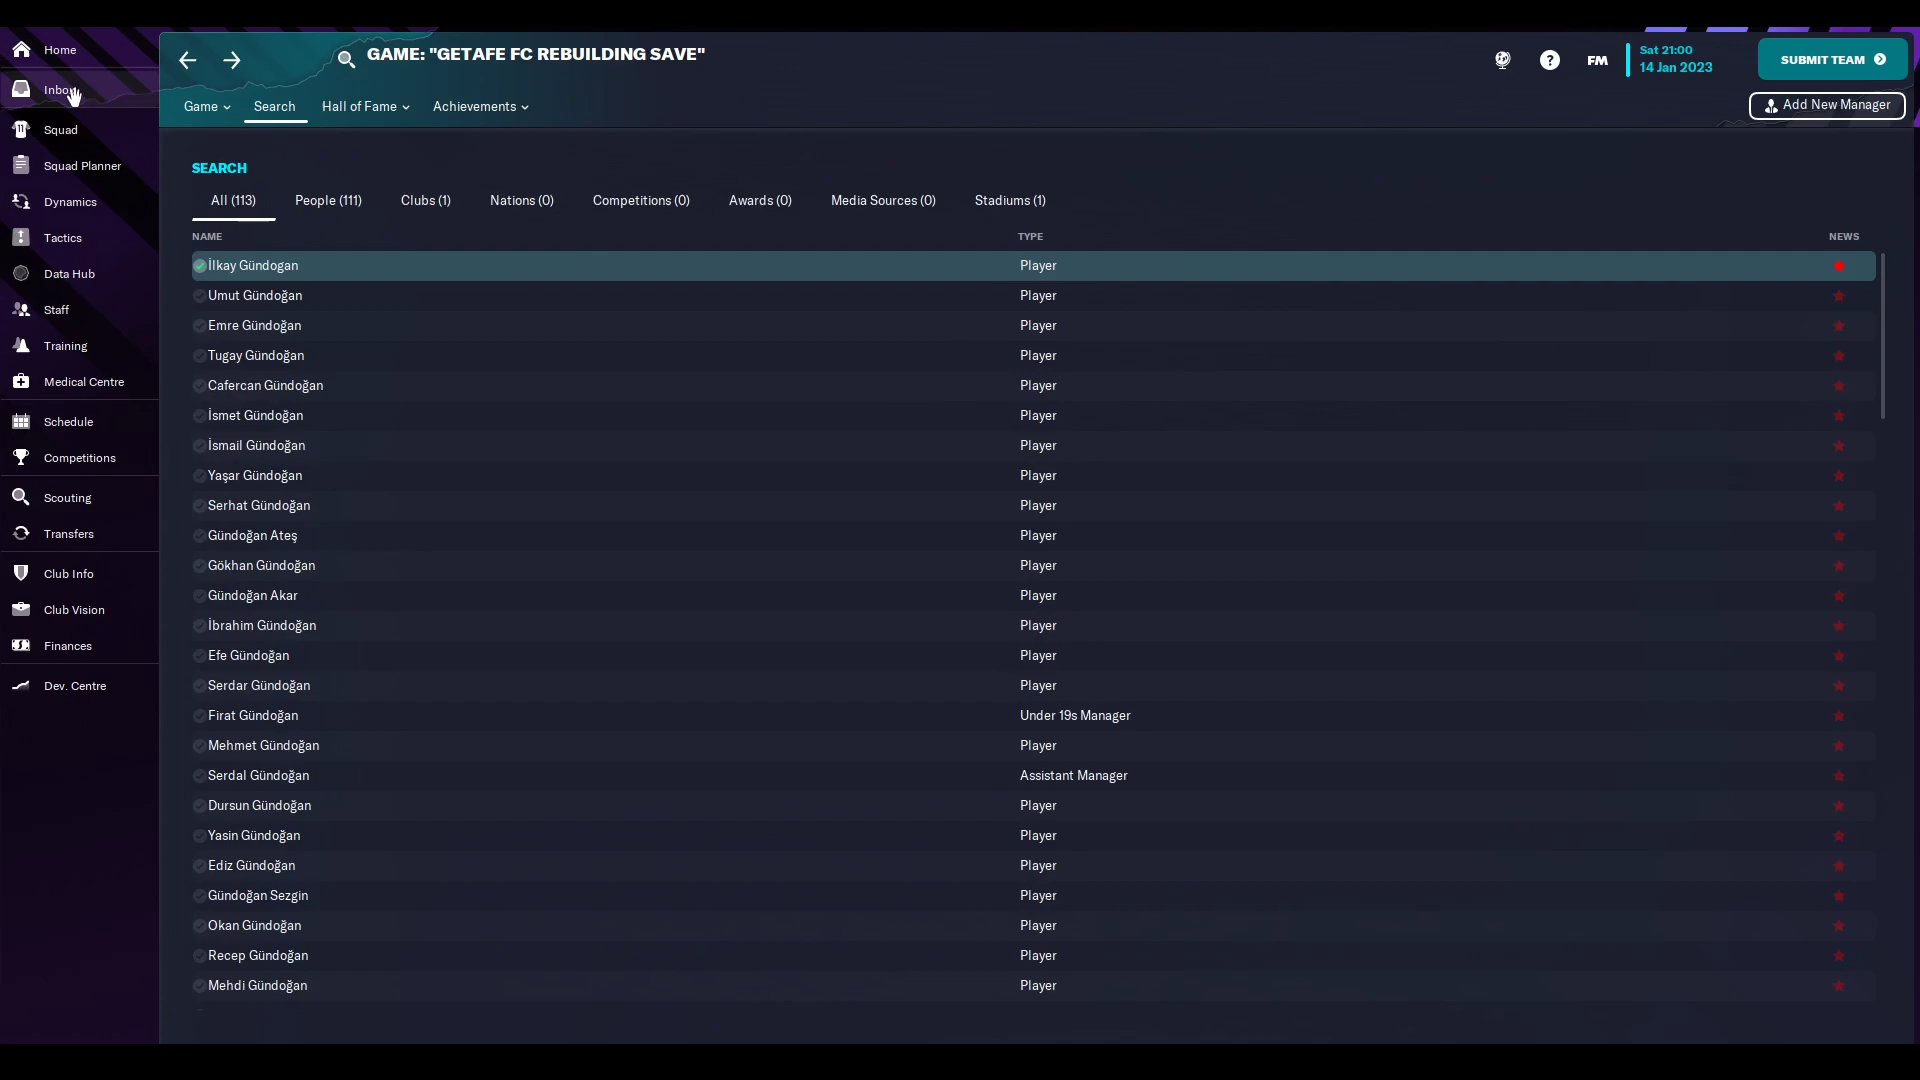 Home
Inbox
Squad
Squad Planner
Dynamics
Tactics
Data Hub
Staff
Training
Medical Centre
Schedule
Competitions
Scouting
Transfers
Club Info
Club Vision
Finances
Dev. Centre
GAME: "GETAFE FC REBUILDING SAVE"
? FM Sat 21:00
14 Jan 2023
SUBMIT TEAM
Game Search Hall of Fame Achievements
Add New Manager
SEARCH
All (113) People (111) Clubs (1) Nations (0) Competitions (0) Awards (0) Media Sources (0) Stadiums (1)
NAME TYPE NEWS
İlkay Gündogan Player
Umut Gündoğan Player
Emre Gündoğan Player
Tugay Gündoğan Player
Cafercan Gündoğan Player
İsmet Gündoğan Player
İsmail Gündoğan Player
Yaşar Gündoğan Player
Serhat Gündoğan Player
Gündoğan Ateş Player
Gökhan Gündoğan Player
Gündoğan Akar Player
İbrahim Gündoğan Player
Efe Gündoğan Player
Serdar Gündoğan Player
Firat Gündoğan Under 19s Manager
Mehmet Gündoğan Player
Serdal Gündoğan Assistant Manager
Dursun Gündoğan Player
Yasin Gündoğan Player
Ediz Gündoğan Player
Gündoğan Sezgin Player
Okan Gündoğan Player
Recep Gündoğan Player
Mehdi Gündoğan Player